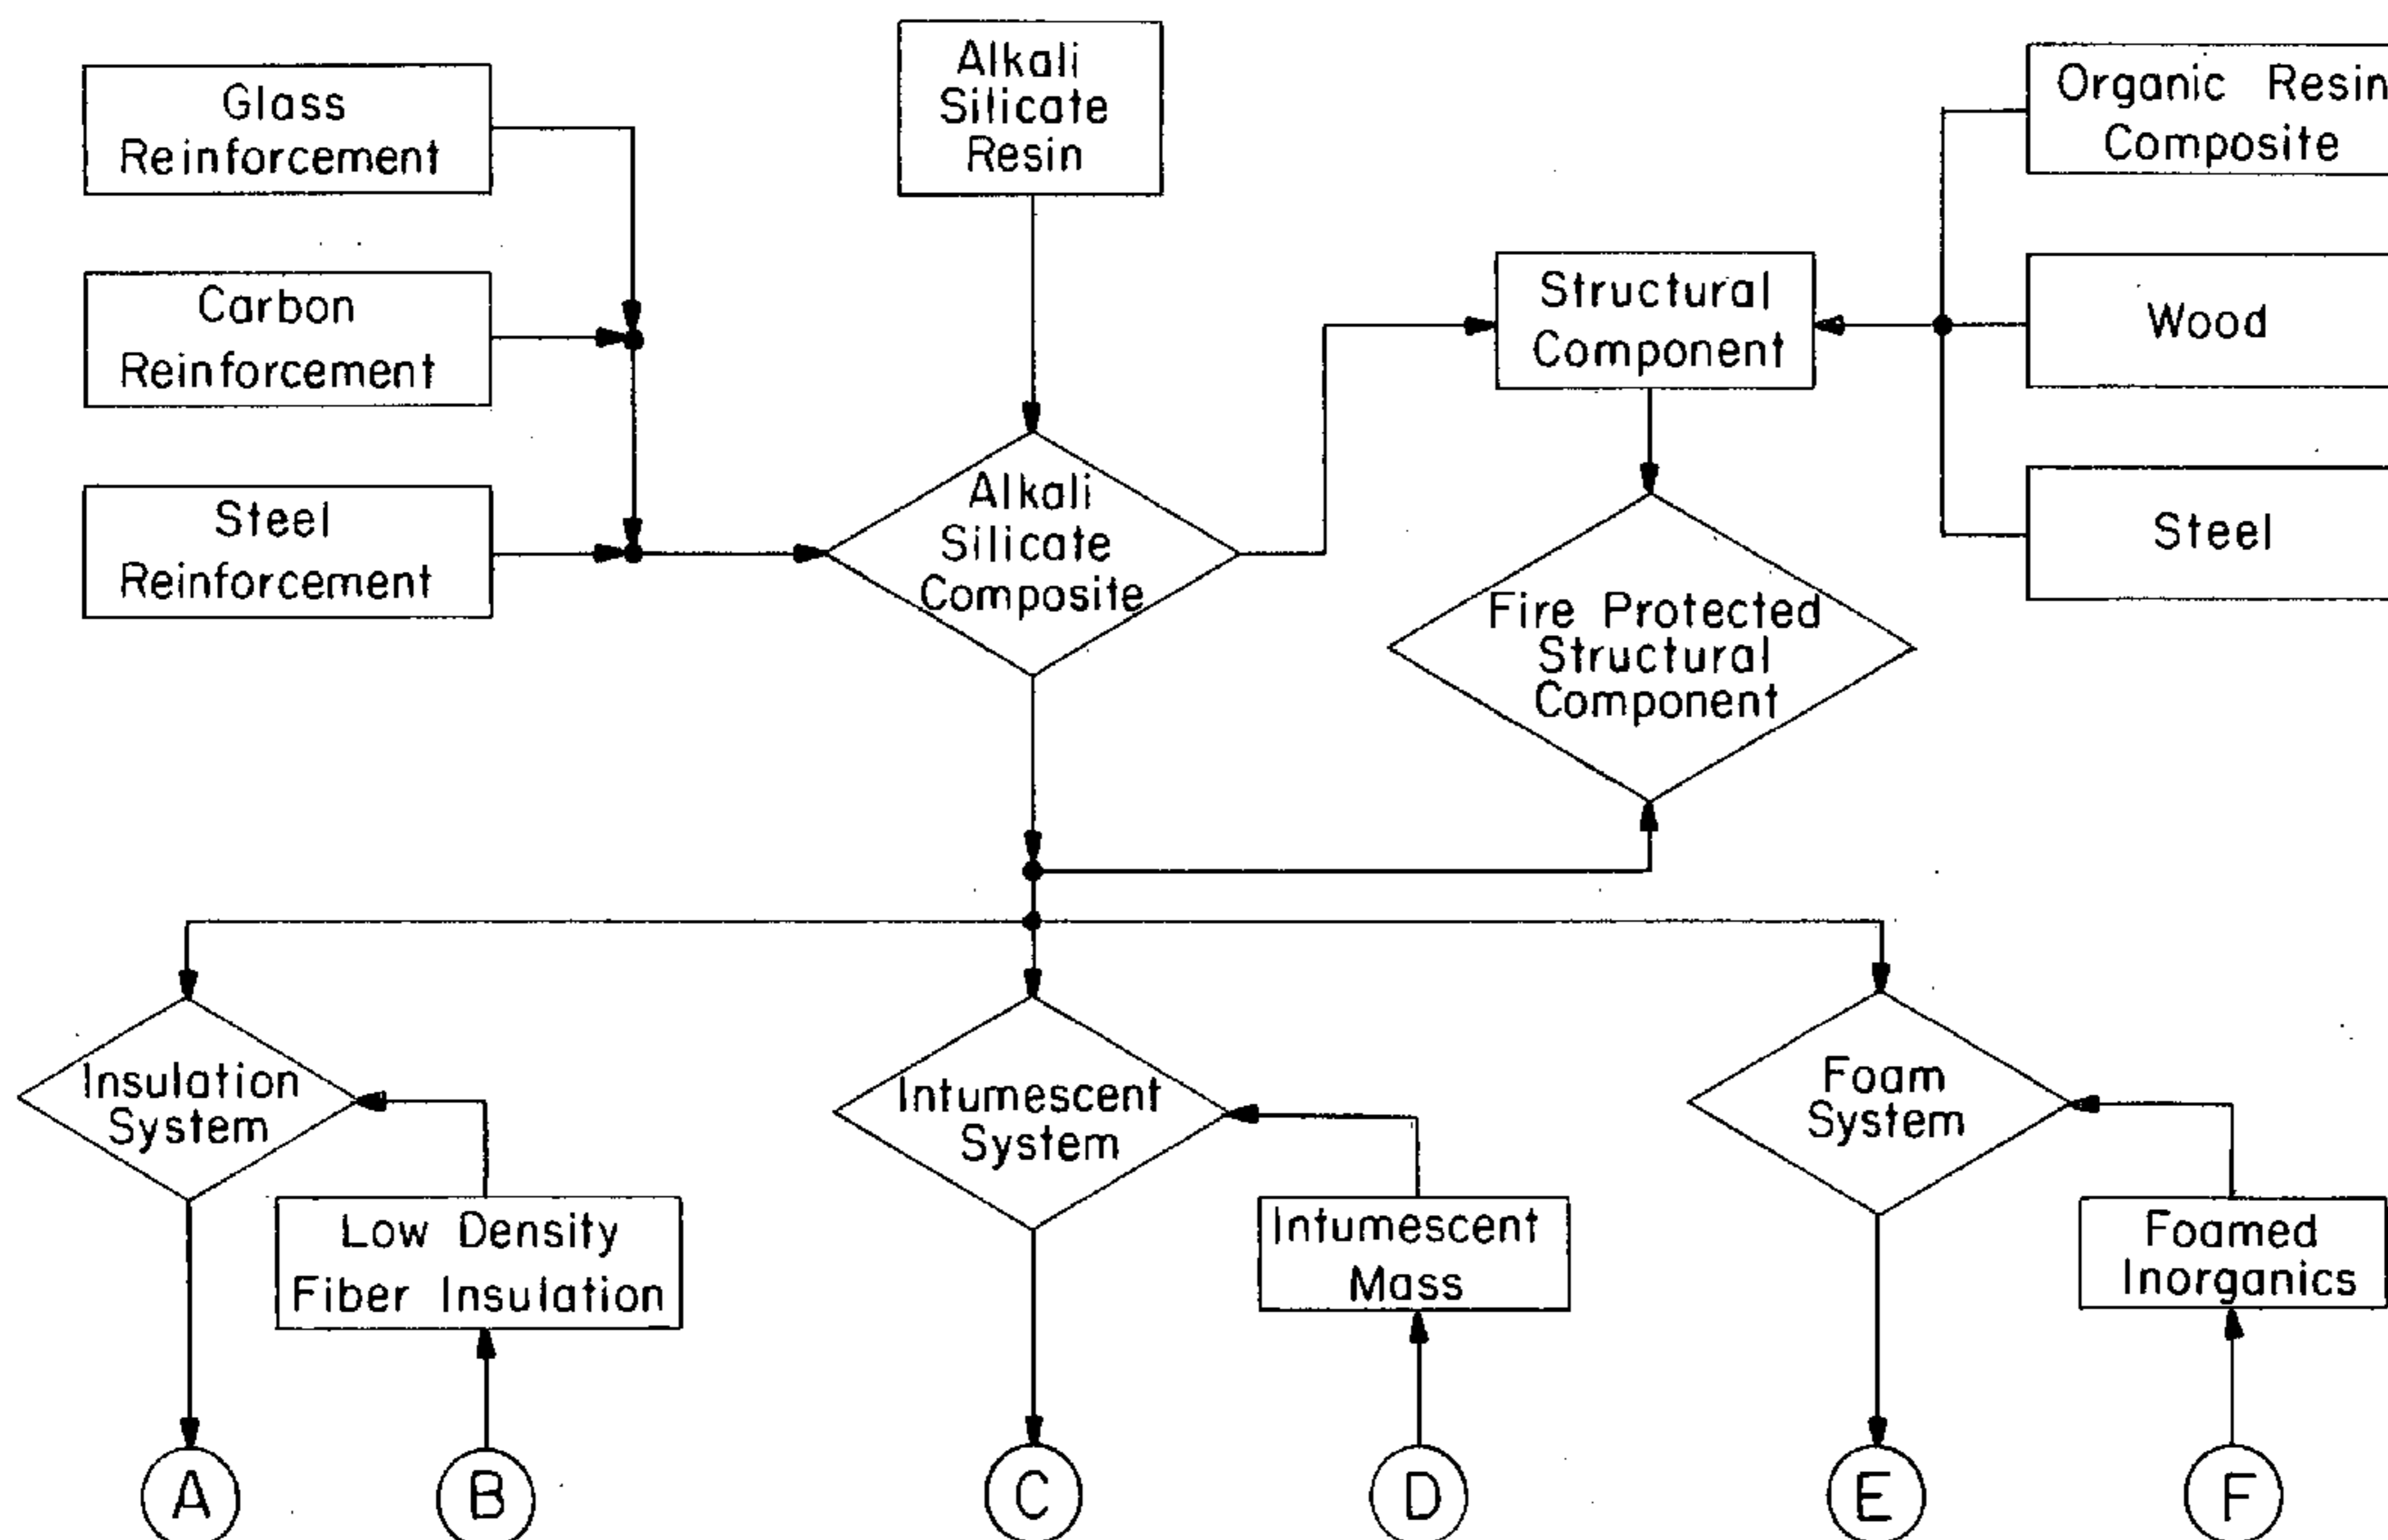 Glass
Reinforcement
Alkali
Silicate
Resin
Organic Resin
Composite
Carbon
Reinforcement
Structural
Component
Wood
Steel
Reinforcement
Alkali
Silicate
Composite
Steel
Fire Protected
Structural
Component
Insulation
System
Intumescent
System
Foam
System
Low Density
Fiber Insulation
Intumescent
Mass
Foamed
Inorganics
A
B
C
D
E
F